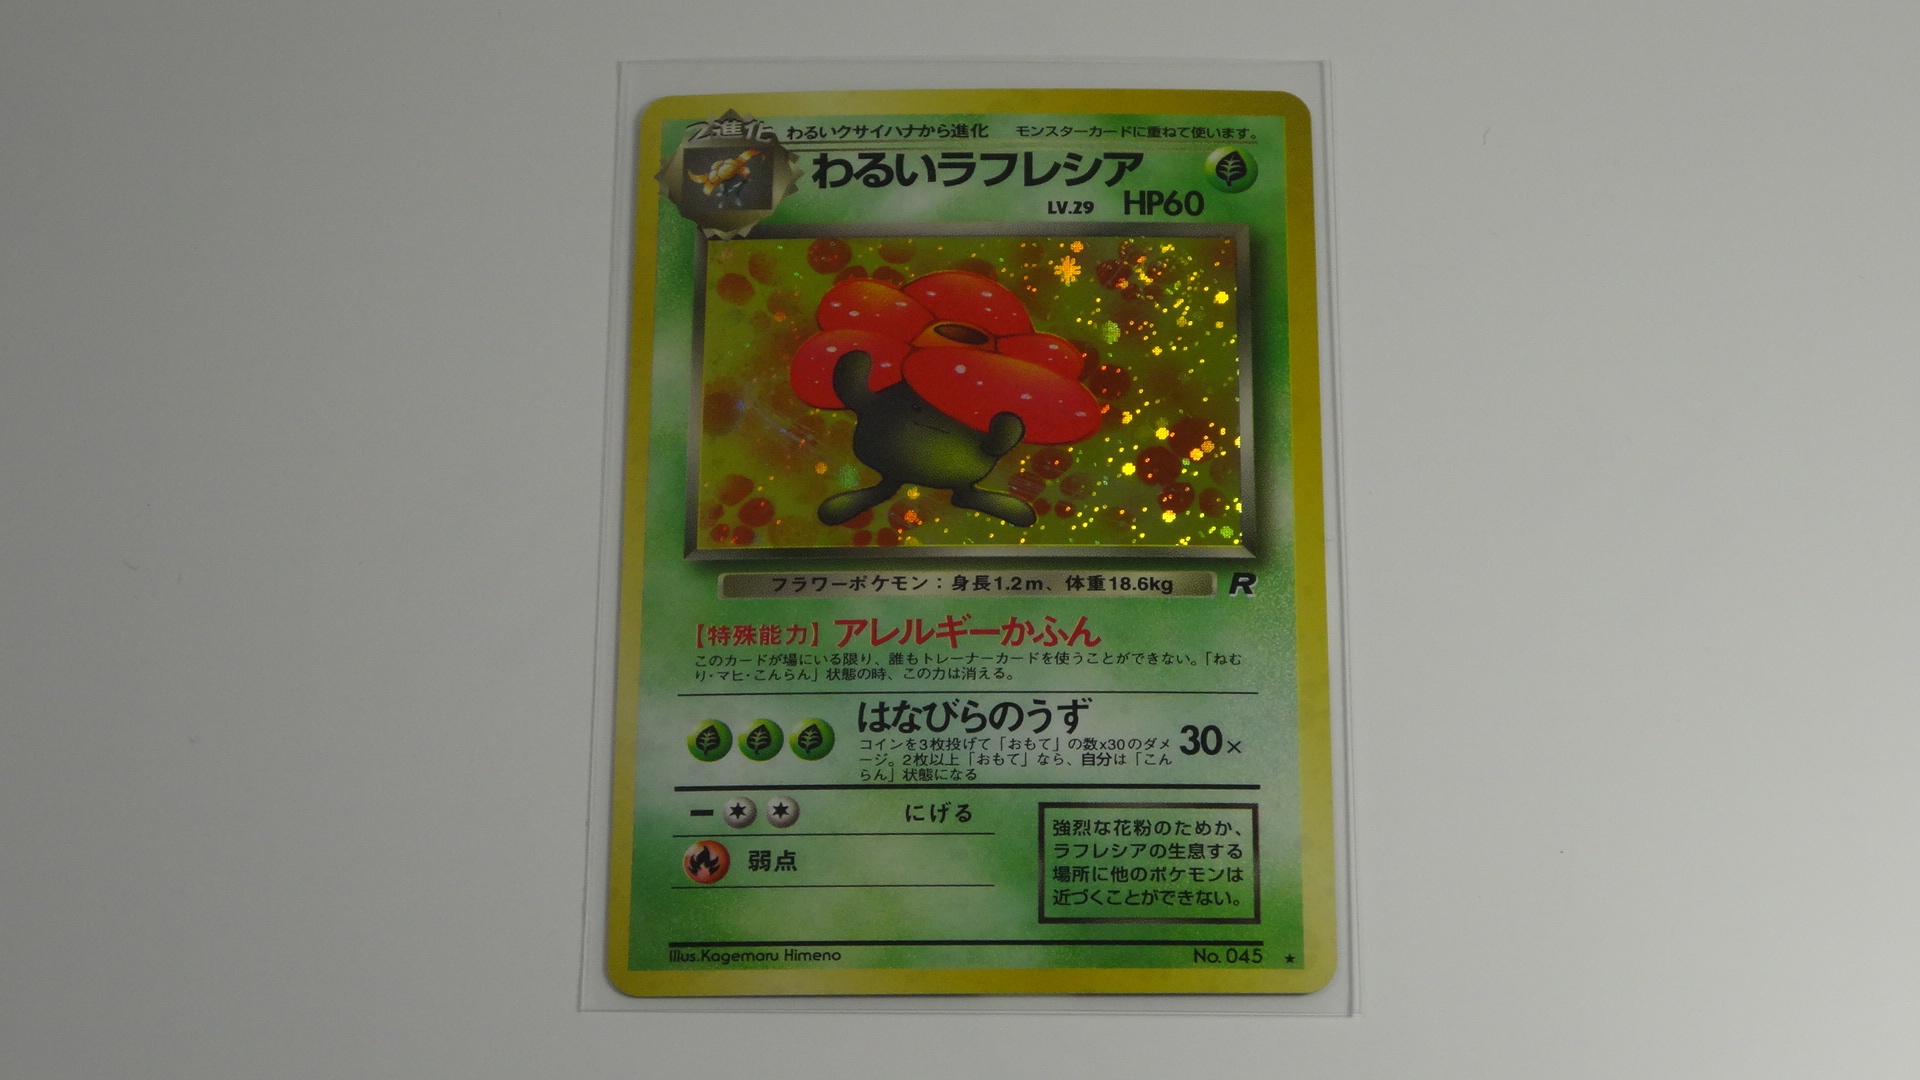 2進化 わるいクサイハナから進化 モンスターカードに重ねて使います。
わるいラフレシア
LV.29 HP60
フラワーポケモン：身長1.2m、体重18.6kg R
【特殊能力】アレルギーかふん
このカードが場にいる限り、誰もトレーナーカードを使うことができない。「ねむ
り・マヒ・こんらん」状態の時、この力は消える。
はなびらのうず
コインを3枚投げて「おもて」の数x30のダメ
ージ。2枚以上「おもて」なら、自分は「こん
らん」状態になる
30×
にげる
弱点
強烈な花粉のためか、
ラフレシアの生息する
場所に他のポケモンは
近づくことができない。
Illus.Kagemaru Himeno No.045 ★